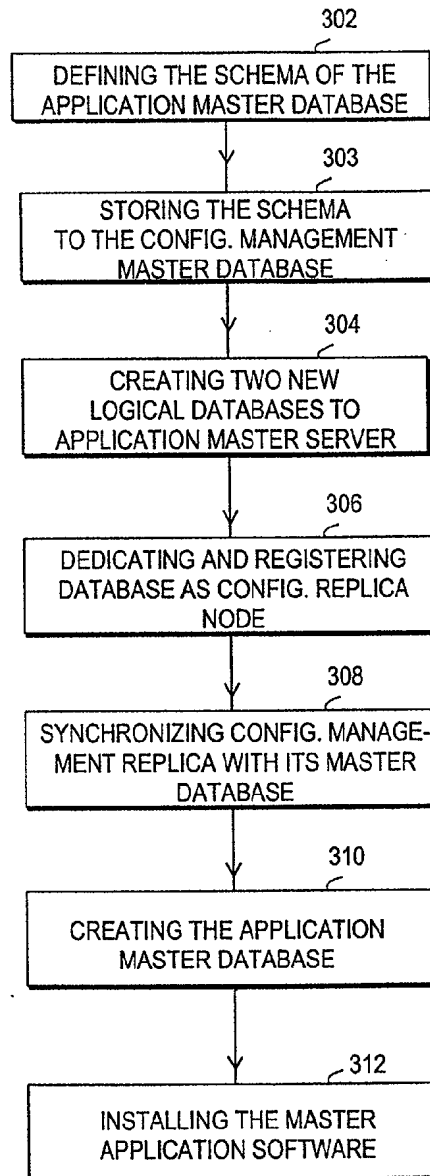 302
DEFINING THE SCHEMA OF THE
APPLICATION MASTER DATABASE
303
STORING THE SCHEMA
TO THE CONFIG. MANAGEMENT
MASTER DATABASE
304
CREATING TWO NEW
LOGICAL DATABASES TO
APPLICATION MASTER SERVER
306
DEDICATING AND REGISTERING
DATABASE AS CONFIG. REPLICA
NODE
308
SYNCHRONIZING CONFIG. MANAGE-
MENT REPLICA WITH ITS MASTER
DATABASE
310
CREATING THE APPLICATION
MASTER DATABASE
312
INSTALLING THE MASTER
APPLICATION SOFTWARE